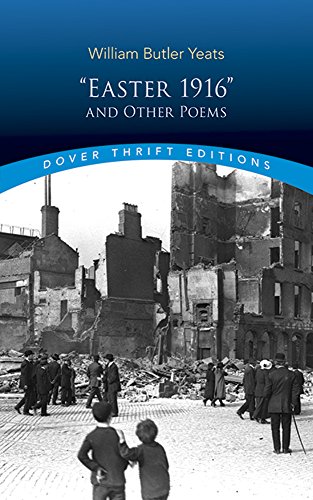 William Butler Yeats
"Easter 1916"
and Other Poems
DOVER THRIFT EDITIONS